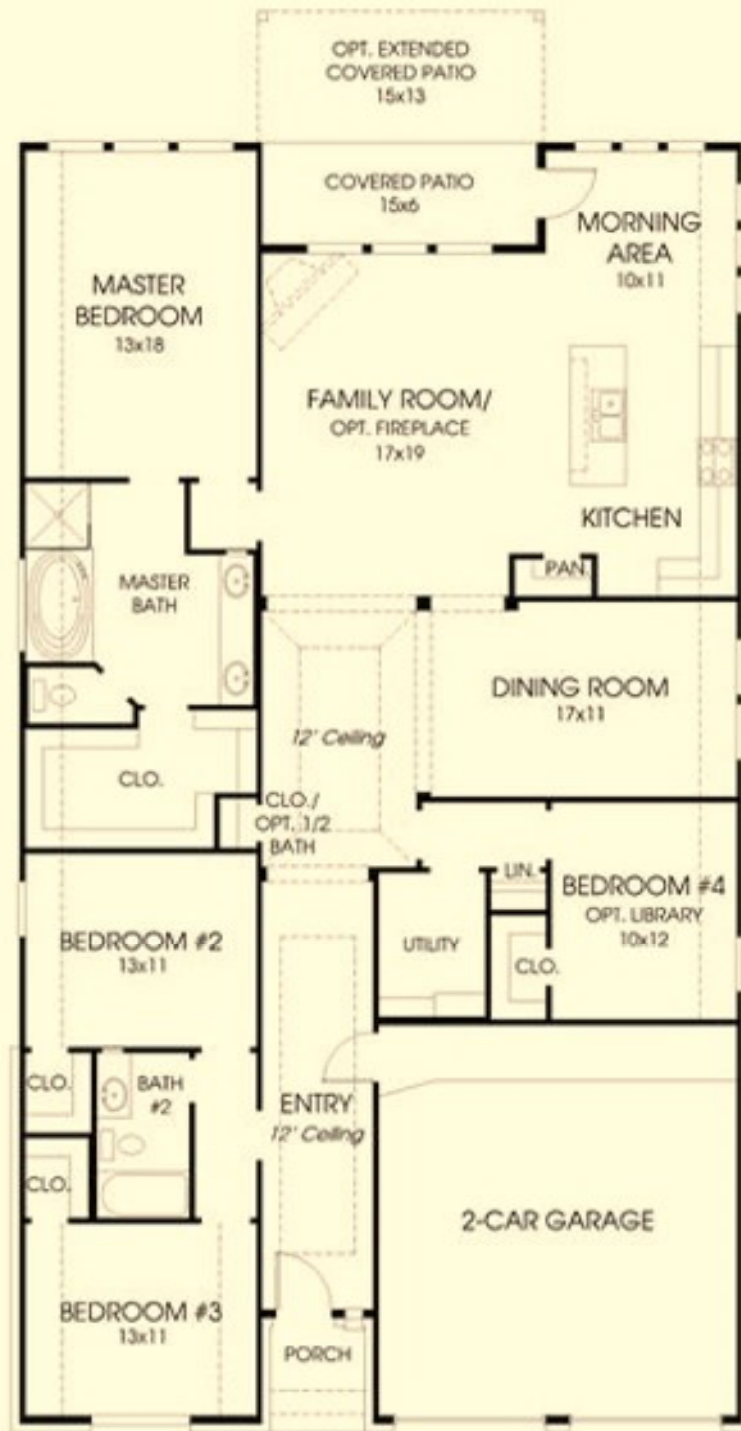 OPT. EXTENDED
COVERED PATIO
15x13
COVERED PATIO
15x6
MORNING
AREA
10x11
MASTER
BEDROOM
13x18
FAMILY ROOM/
OPT. FIREPLACE
17x19
KITCHEN
PAN.
MASTER
BATH
DINING ROOM
17x11
12' Ceiling
CLO.
CLO./
OPT. 1/2
BATH
LIN.
BEDROOM #4
OPT. LIBRARY
10x12
UTILITY
CLO.
BEDROOM #2
13x11
CLO.
BATH
#2
ENTRY
12' Ceiling
CLO.
2-CAR GARAGE
BEDROOM #3
13x11
PORCH